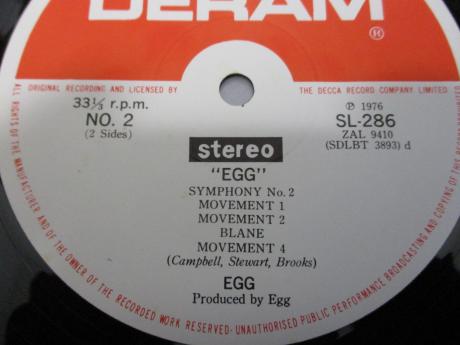 DERAM
ORIGINAL RECORDING AND LICENSED BY THE DECCA RECORD COMPANY LIMITED
33⅓ r.p.m.
NO. 2
(2 Sides)
Ⓟ 1976
SL-286
ZAL 9410
(SDLBT 3893) d
stereo
"EGG"
SYMPHONY No. 2
MOVEMENT 1
MOVEMENT 2
BLANE
MOVEMENT 4
(Campbell, Stewart, Brooks)
EGG
Produced by Egg
ALL RIGHTS OF THE MANUFACTURER AND OF THE OWNER OF THE RECORDED WORK RESERVED·UNAUTHORISED PUBLIC PERFORMANCE BROADCASTING AND COPYING OF THIS